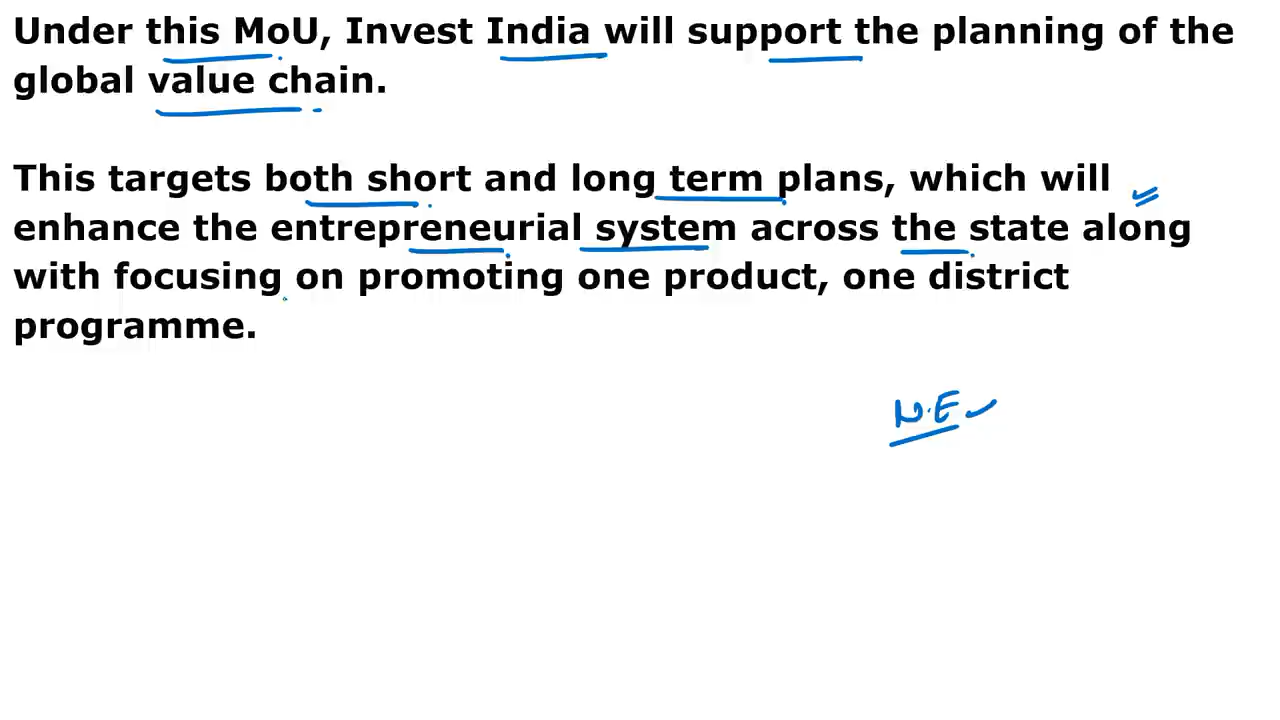 Under this MoU, Invest India will support the planning of the
global value chain.
This targets both short and long term plans, which will
enhance the entrepreneurial system across the state along
with focusing on promoting one product, one district
programme.
N.E